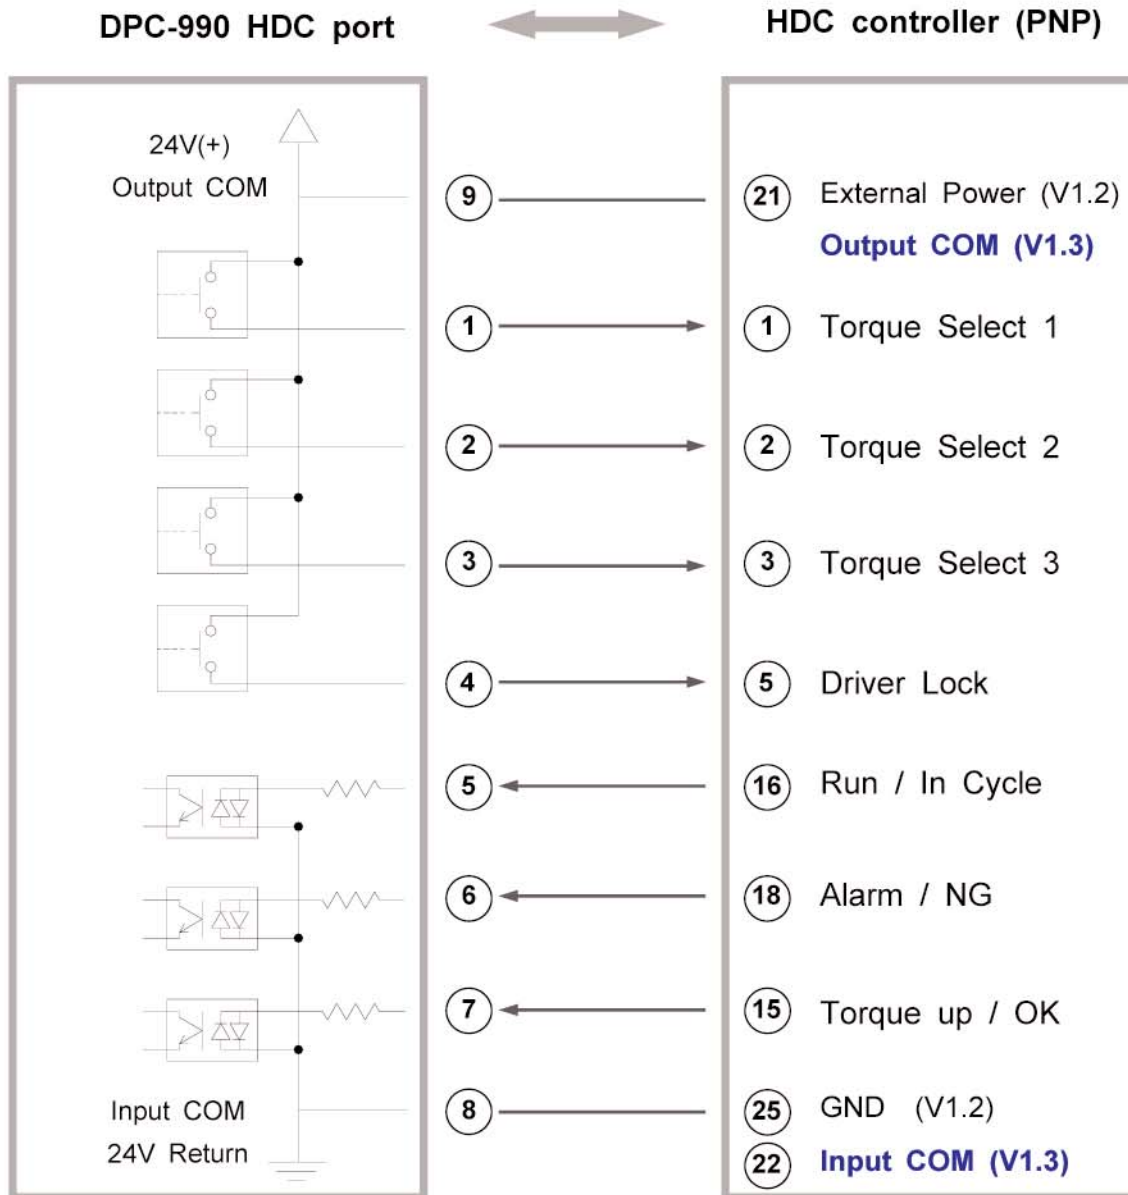 DPC-990 HDC port
HDC controller (PNP)
24V(+)
Output COM
9
21
External Power (V1.2)
Output COM (V1.3)
1
1
Torque Select 1
2
2
Torque Select 2
3
3
Torque Select 3
4
5
Driver Lock
5
16
Run / In Cycle
6
18
Alarm / NG
7
15
Torque up / OK
Input COM
24V Return
8
25
GND (V1.2)
22
Input COM (V1.3)